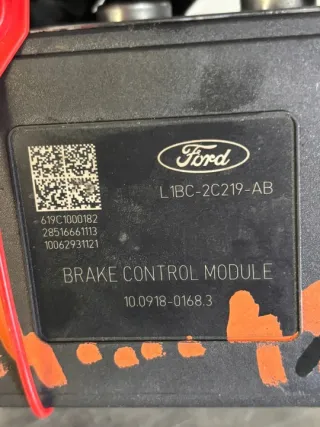 Ford
L1BC-2C219-AB
619C1000182
28516661113
10062931121
BRAKE CONTROL MODULE
10.0918-0168.3